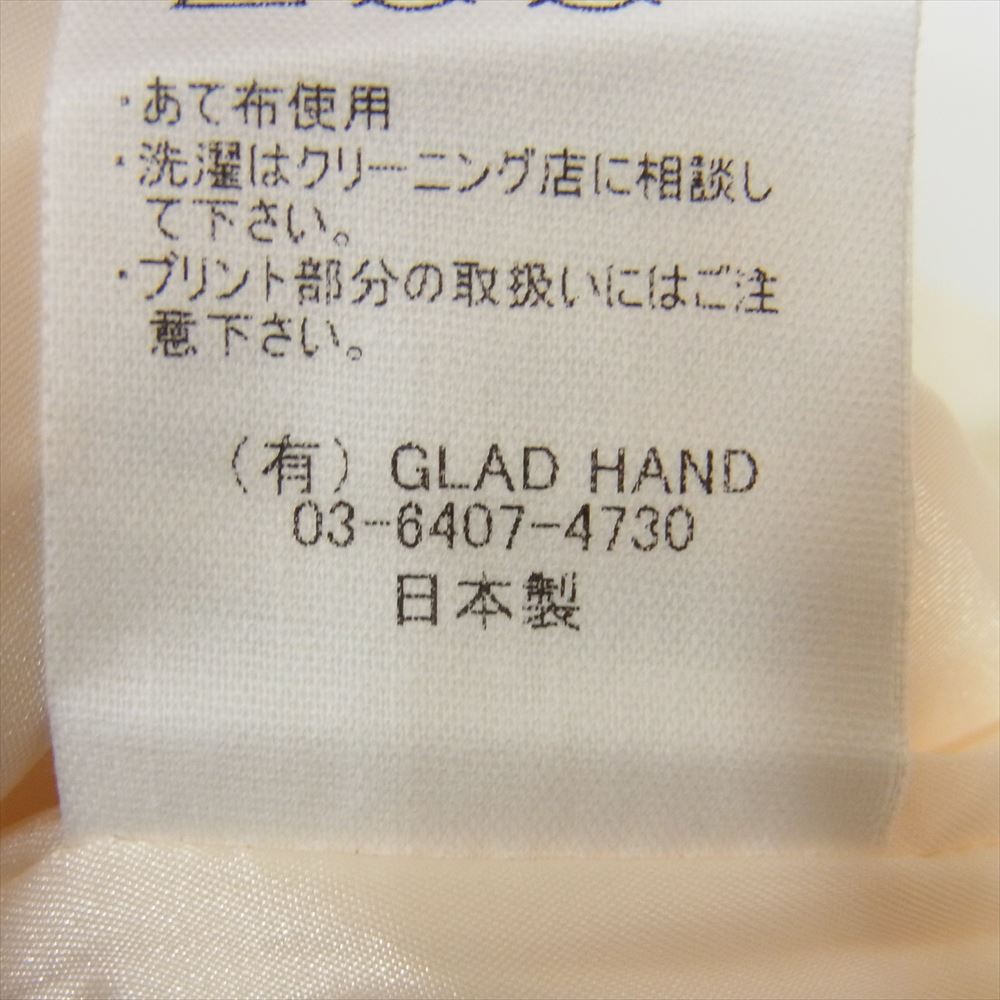 ・あて布使用
・洗濯はクリーニング店に相談し
て下さい。
・プリント部分の取扱いにはご注
意下さい。
（有）GLAD HAND
03-6407-4730
日本製